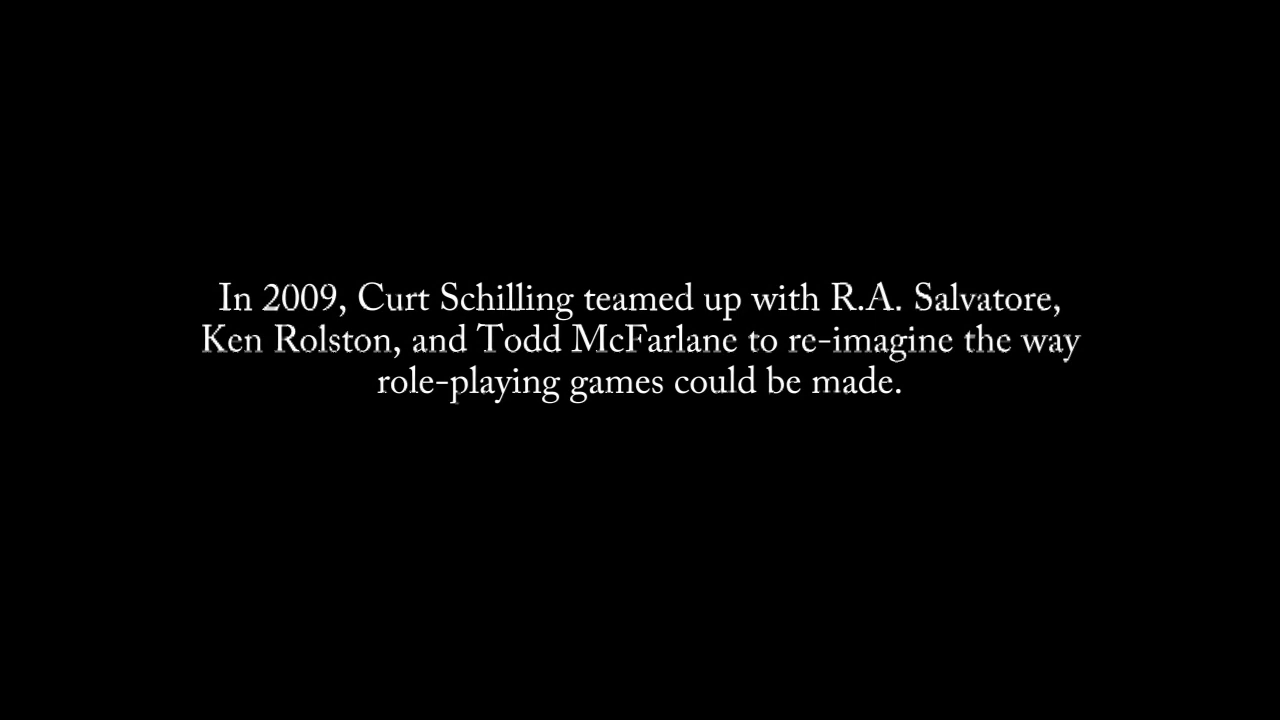 In 2009, Curt Schilling teamed up with R.A. Salvatore,
Ken Rolston, and Todd McFarlane to re-imagine the way
role-playing games could be made.